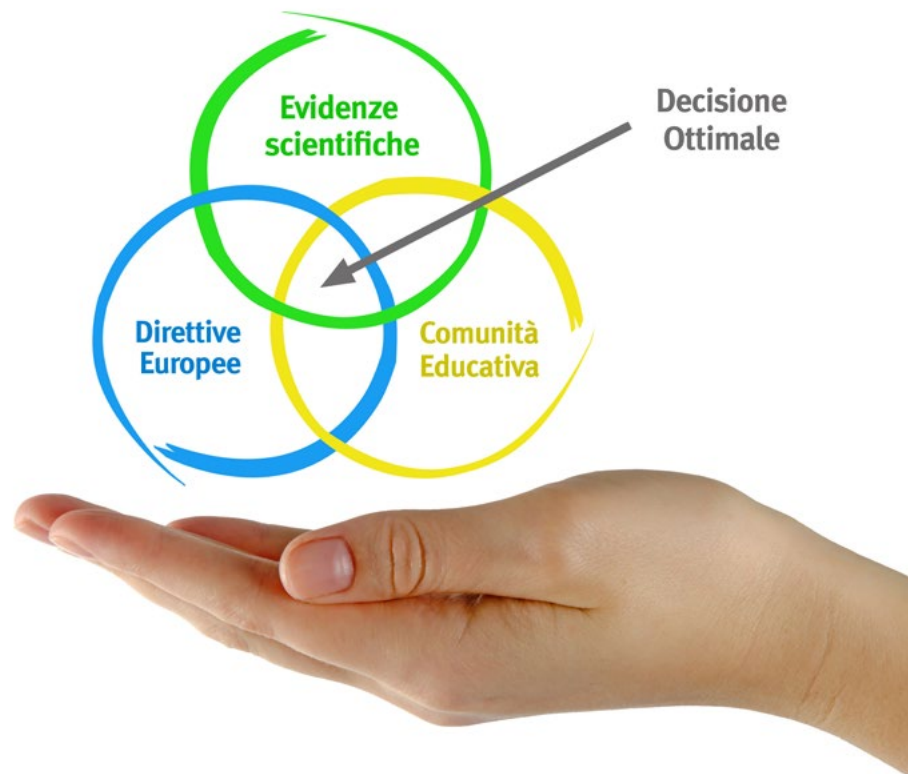 Evidenze
scientifiche
Decisione
Ottimale
Direttive
Europee
Comunità
Educativa